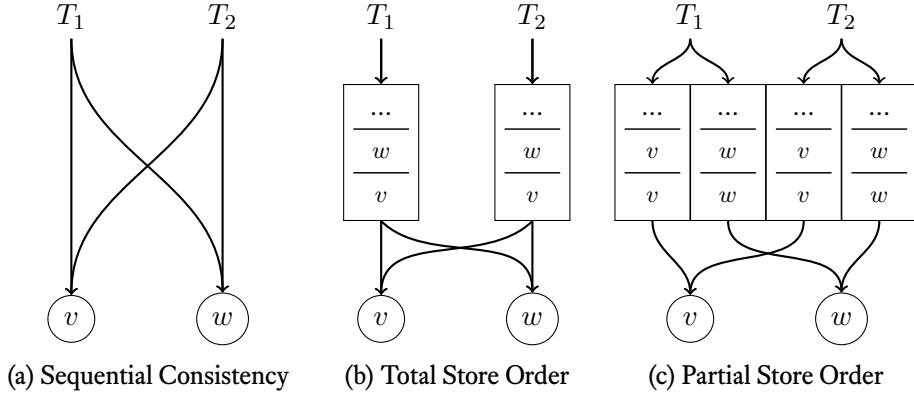 T₁ T₂ T₁ T₂ T₁ T₂
... ... ... ... ... ...
w w v w v w
v v v w v w
v w v w v w
(a) Sequential Consistency (b) Total Store Order (c) Partial Store Order